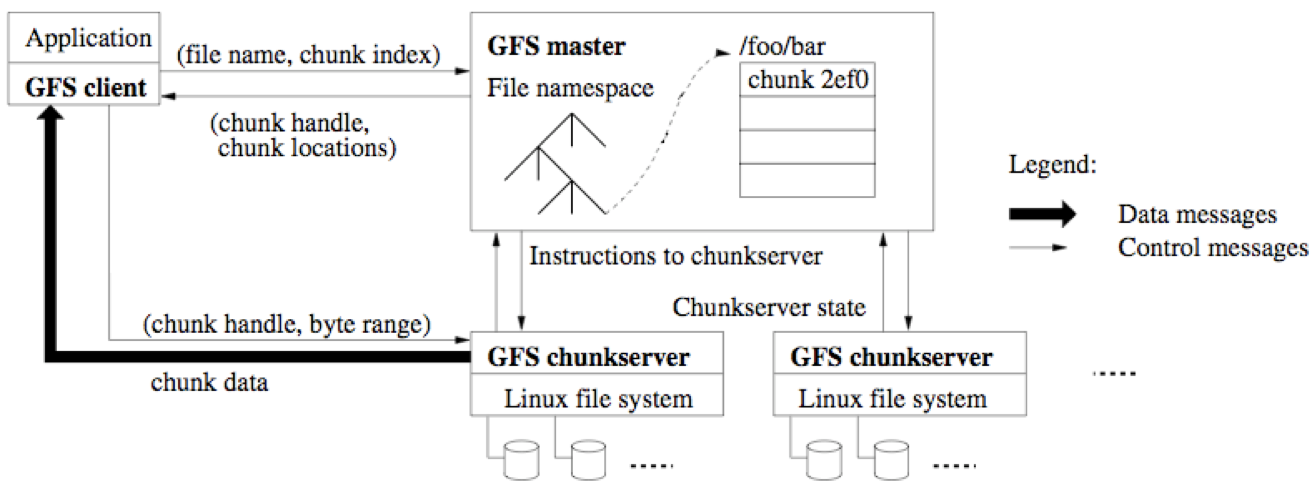 Application
GFS client
(file name, chunk index)
(chunk handle,
chunk locations)
GFS master
File namespace
/foo/bar
chunk 2ef0
Legend:
Data messages
Control messages
Instructions to chunkserver
Chunkserver state
(chunk handle, byte range)
chunk data
GFS chunkserver
Linux file system
GFS chunkserver
Linux file system